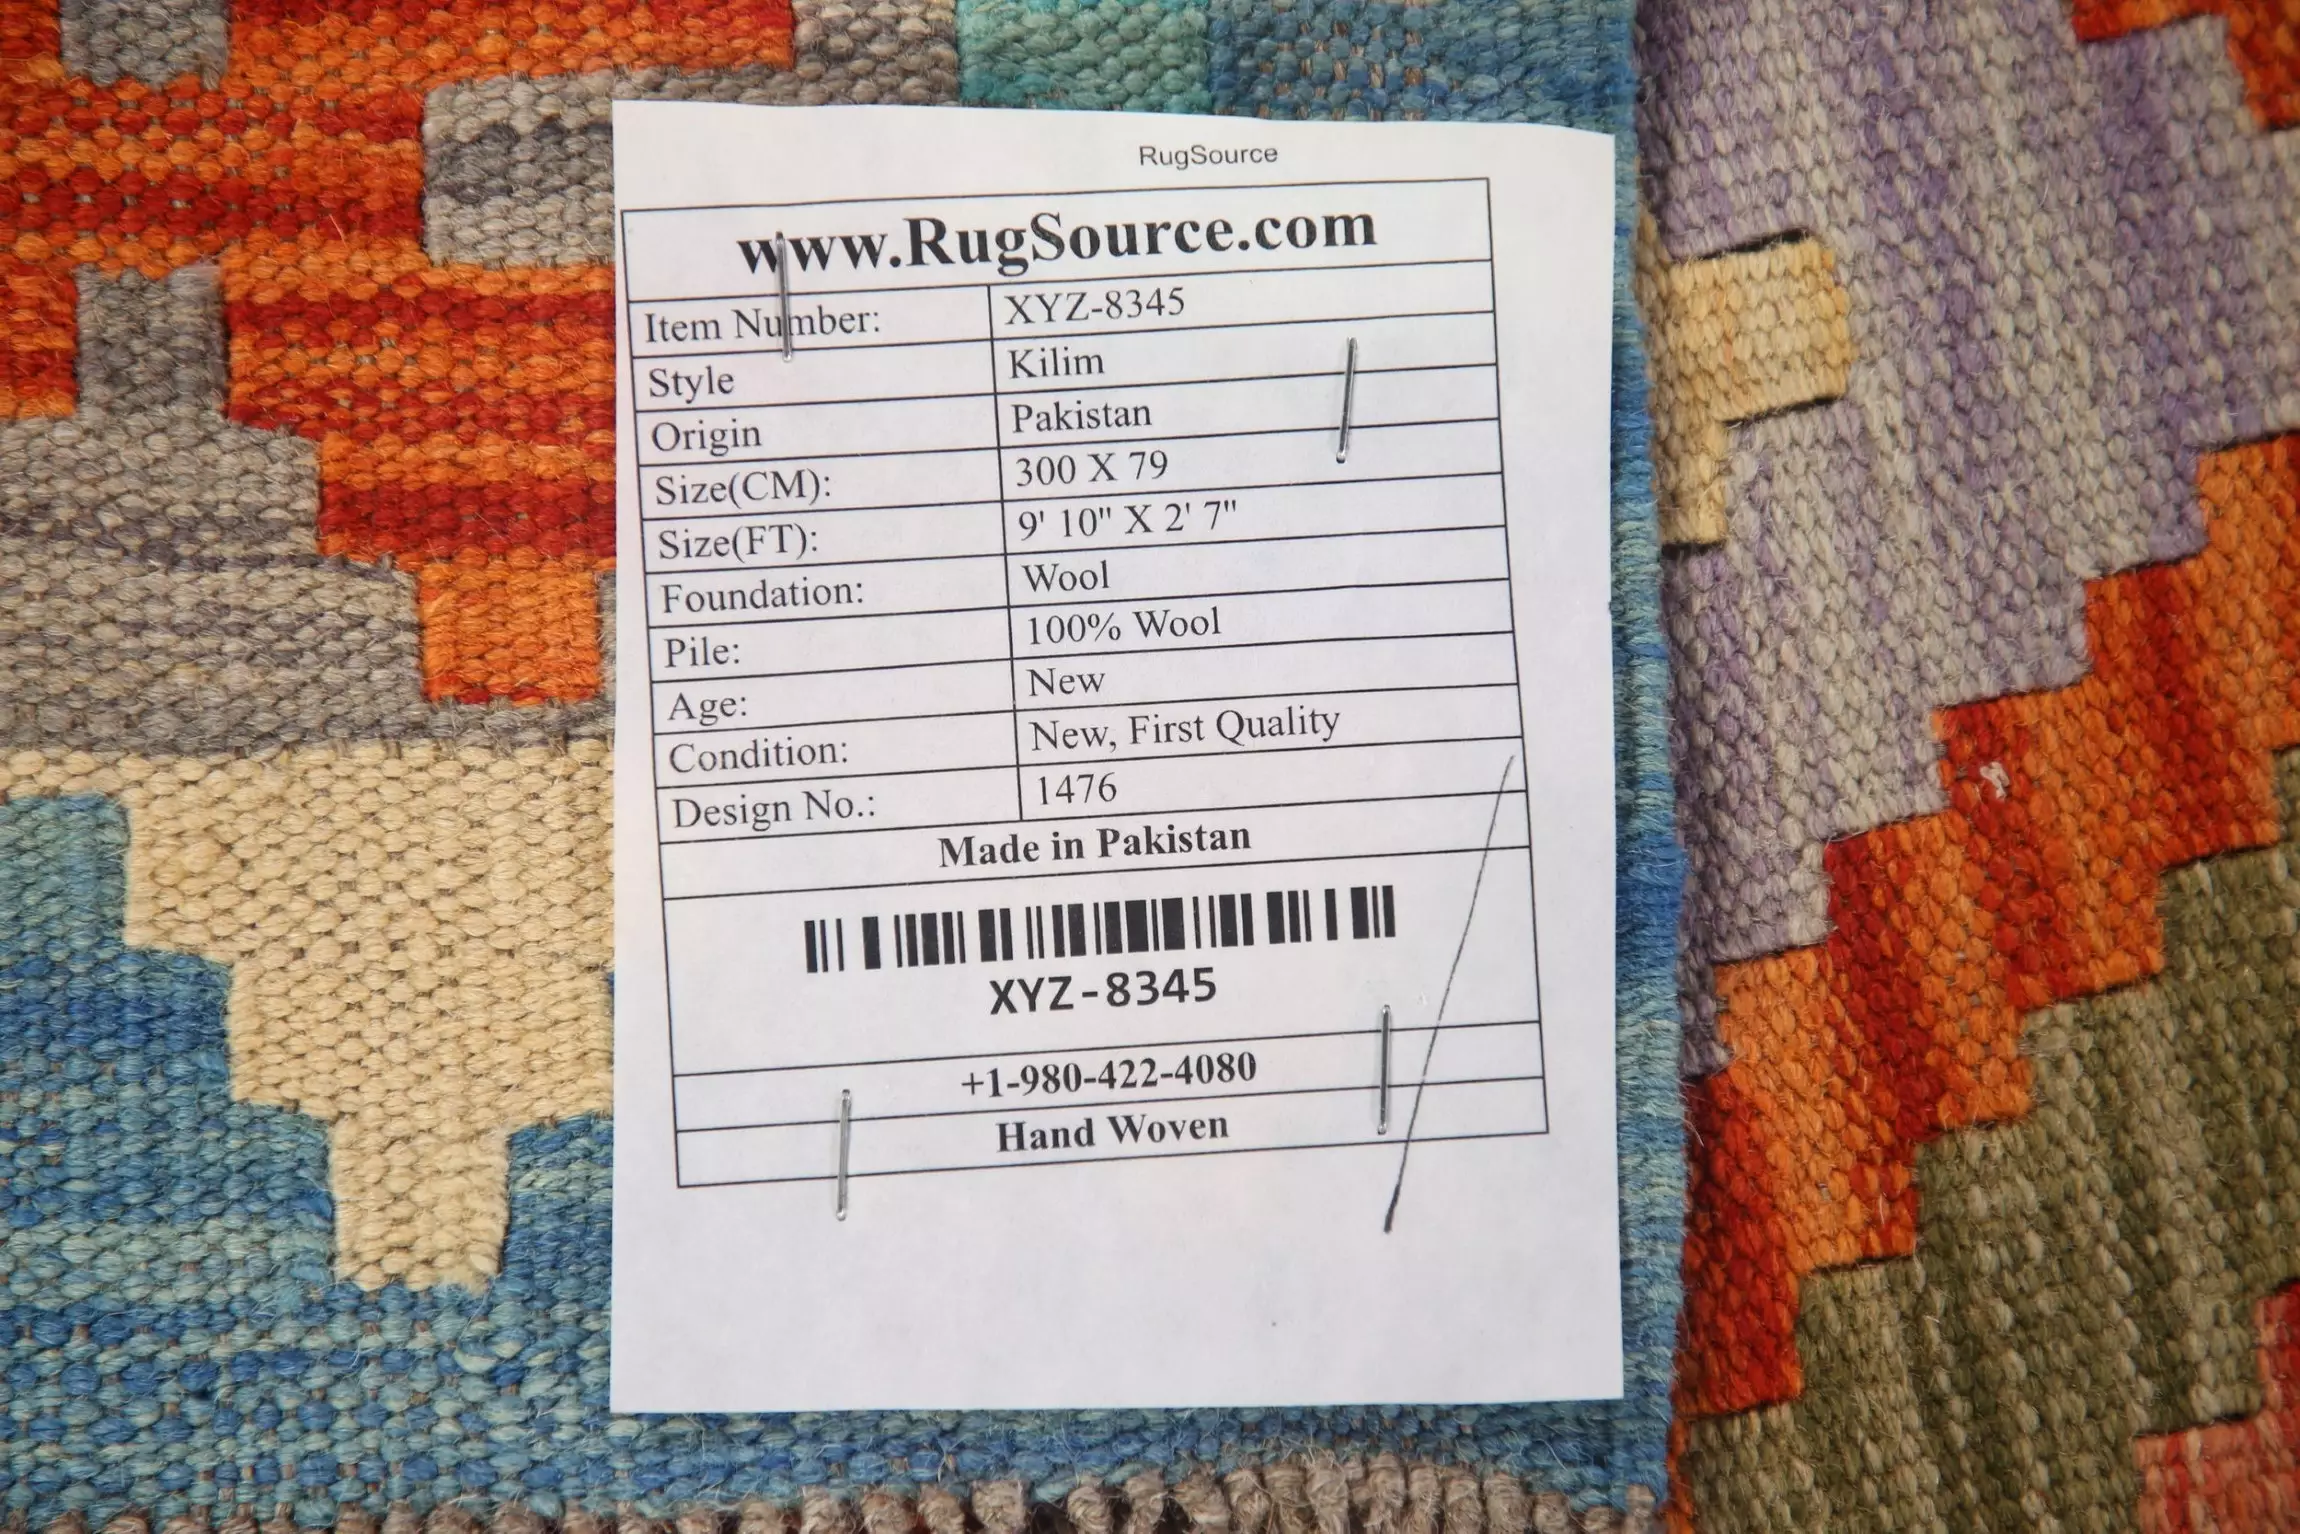 RugSource
www.RugSource.com
Item Number: XYZ-8345
Style Kilim
Origin Pakistan
Size(CM): 300 X 79
Size(FT): 9' 10" X 2' 7"
Foundation: Wool
Pile: 100% Wool
Age: New
Condition: New, First Quality
Design No.: 1476
Made in Pakistan
XYZ-8345
+1-980-422-4080
Hand Woven